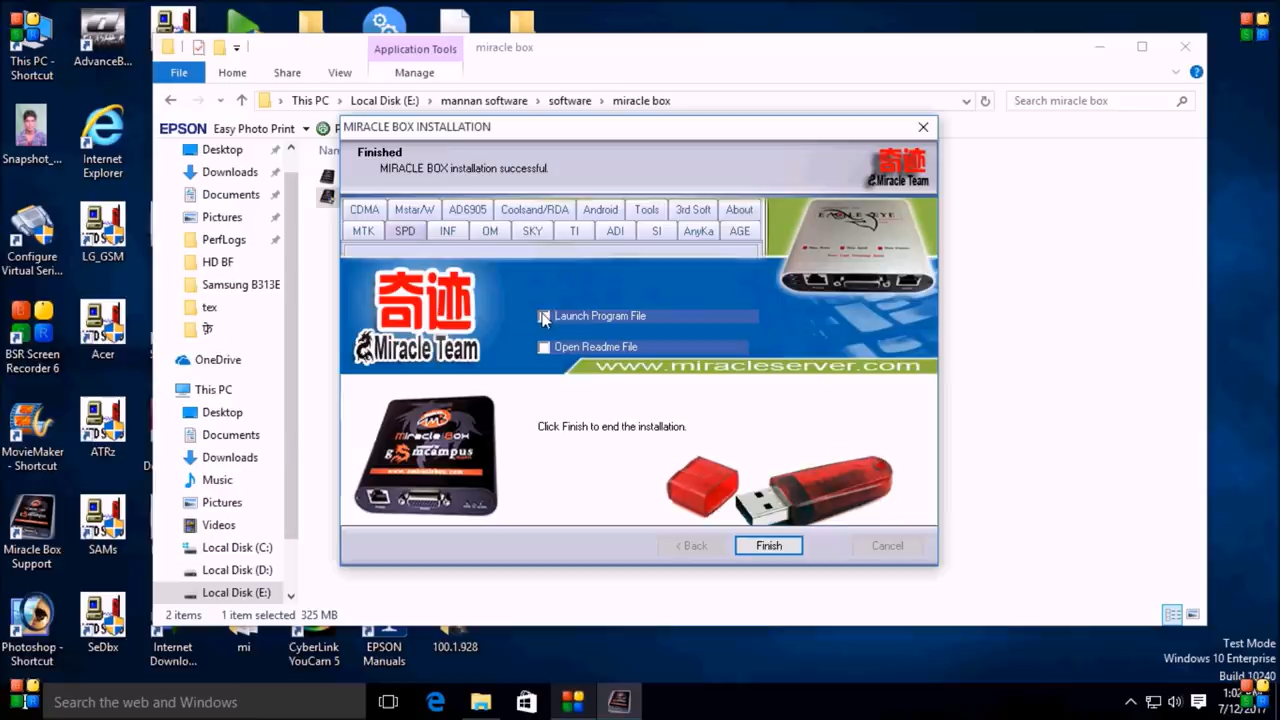 This PC -
Shortcut
AdvanceB...
Snapshot_...
Internet
Explorer
Configure
Virtual Seri...
LG_GSM
BSR Screen
Recorder 6
Acer
MovieMaker
- Shortcut
ATRz
Miracle Box
Support
SAMs
Photoshop -
Shortcut
SeDbx
Internet
Downlo...
mi
CyberLink
YouCam 5
EPSON
Manuals
100.1.928
Application Tools
miracle box
File
Home
Share
View
Manage
This PC
Local Disk (E:)
mannan software
software
miracle box
Search miracle box
EPSON
Easy Photo Print
Desktop
Downloads
Documents
Pictures
PerfLogs
HD BF
Samsung B313E
tex
फ़े
OneDrive
This PC
Desktop
Documents
Downloads
Music
Pictures
Videos
Local Disk (C:)
Local Disk (D:)
Local Disk (E:)
2 items
1 item selected
325 MB
MIRACLE BOX INSTALLATION
Finished
MIRACLE BOX installation successful.
奇迹
Miracle Team
CDMA
Mstar/W
AD6905
Coolsand/RDA
Android
Tools
3rd Soft
About
MTK
SPD
INF
OM
SKY
TI
ADI
SI
AnyKa
AGE
EAGLE EYE
奇迹
Miracle Team
Launch Program File
Open Readme File
www.miracleserver.com
Click Finish to end the installation.
Miracle Box
gsmcampus
< Back
Finish
Cancel
Test Mode
Windows 10 Enterprise
Build 10240
Search the web and Windows
7/12/2017